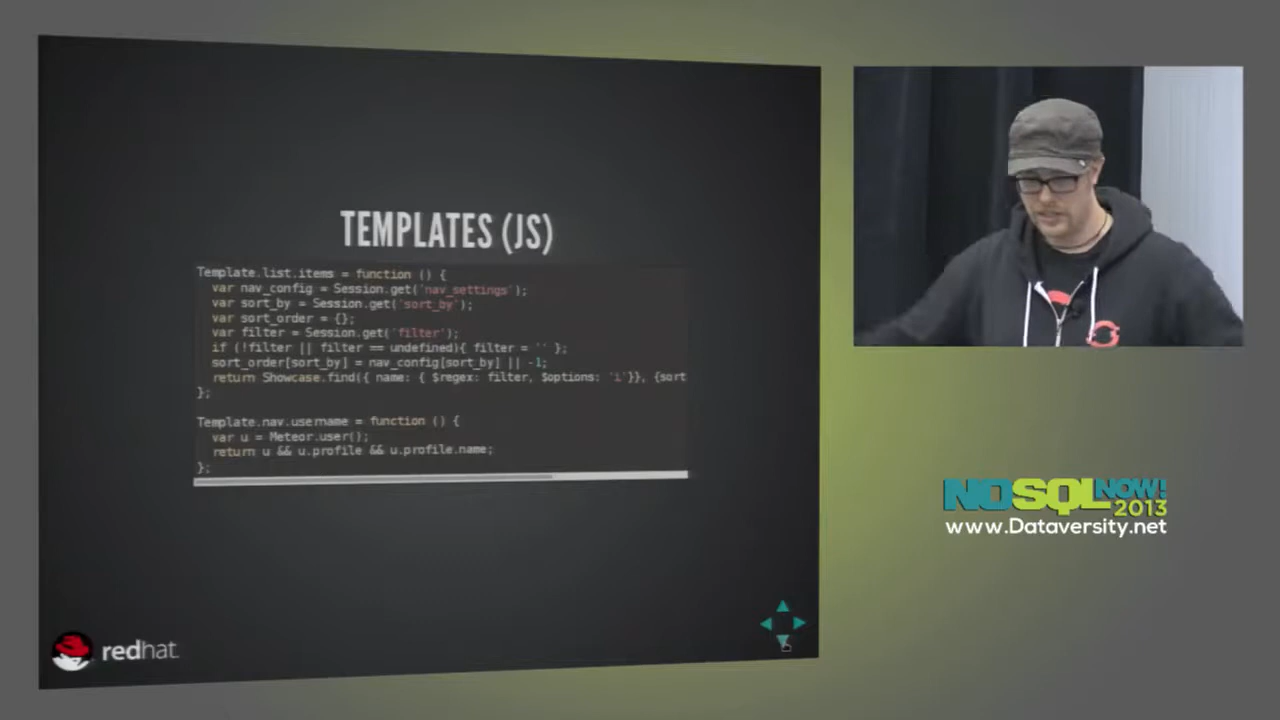 TEMPLATES (JS)
Template.list.items = function () {
var nav_config = Session.get('nav_settings');
var sort_by = Session.get('sort_by');
var sort_order = {};
var filter = Session.get('filter');
if (!filter || filter == undefined){ filter = '' };
sort_order[sort_by] = nav_config[sort_by] || -1;
return Showcase.find({ name: { $regex: filter, $options: 'i'}}, {sort
};
Template.nav.username = function () {
var u = Meteor.user();
return u && u.profile && u.profile.name;
};
redhat.
NOSQL NOW!
2013
www.Dataversity.net